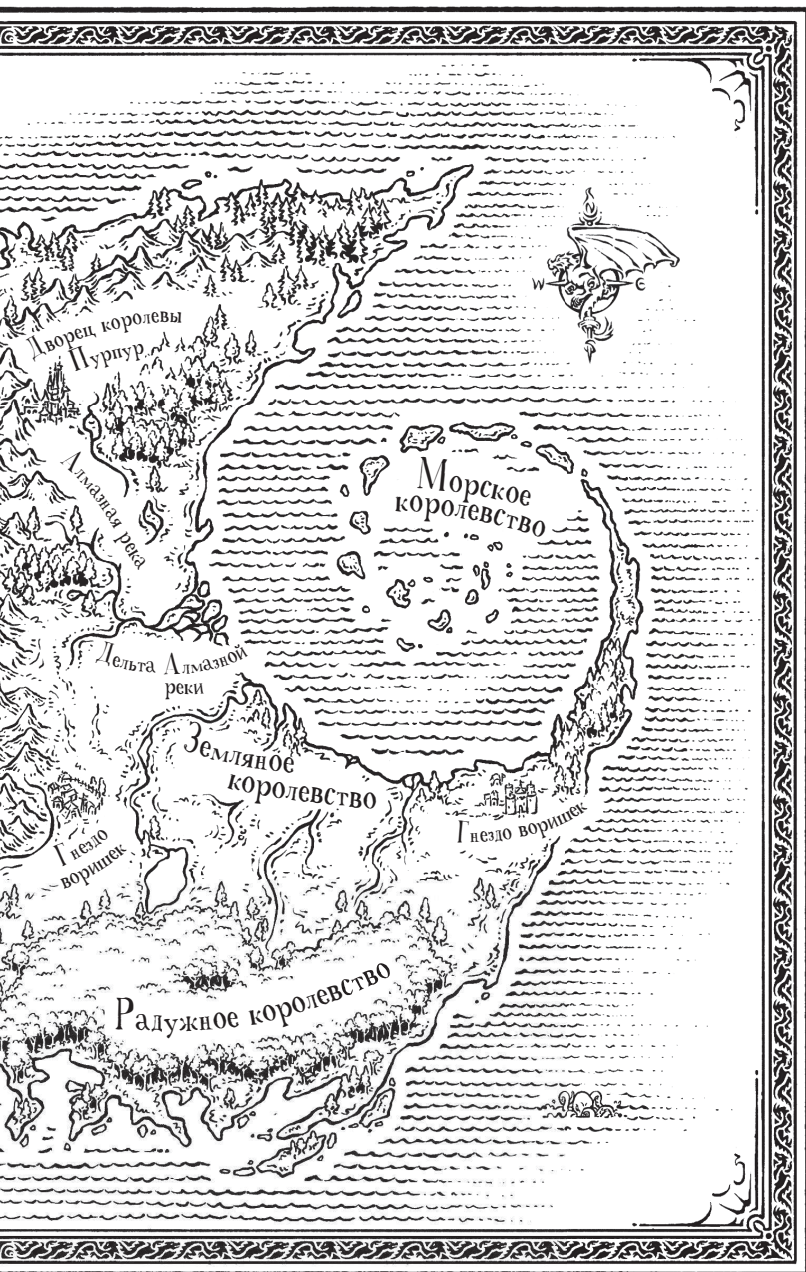 W
E
Дворец королевы
Пурпур
Морское
королевство
Алмазная река
Дельта Алмазной
реки
Земляное
королевство
Гнездо воришек
Гнездо
воришек
Радужное королевство